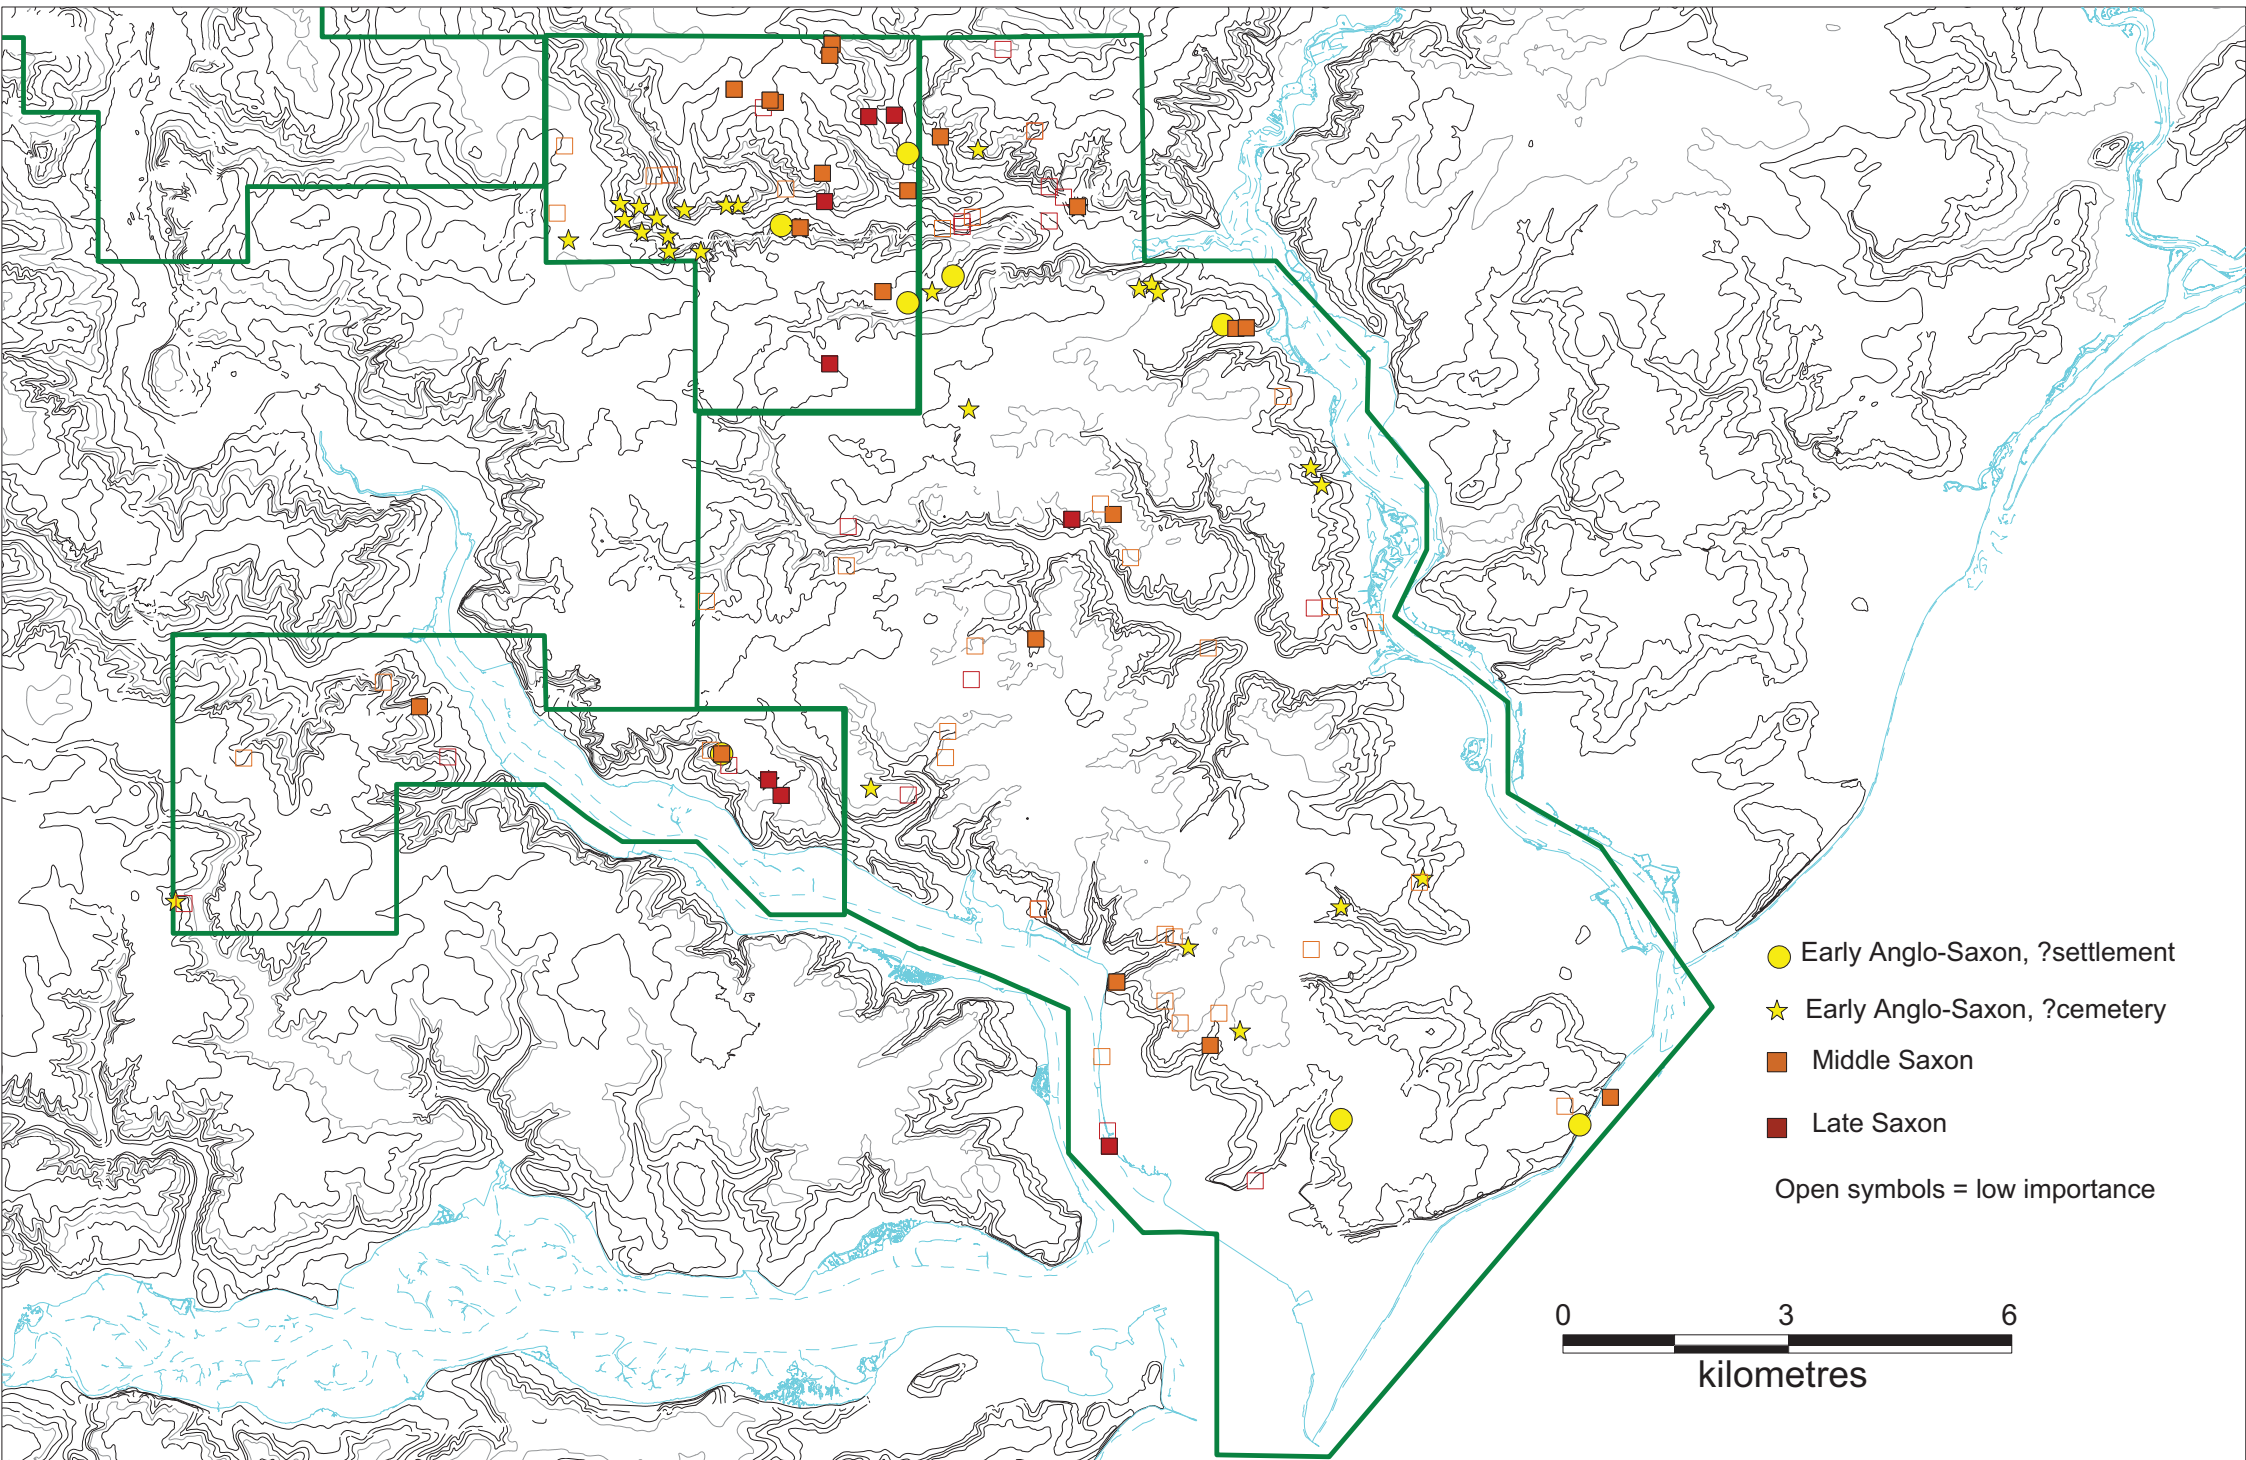 Early Anglo-Saxon, ?settlement
Early Anglo-Saxon, ?cemetery
Middle Saxon
Late Saxon
Open symbols = low importance
0 3 6
kilometres